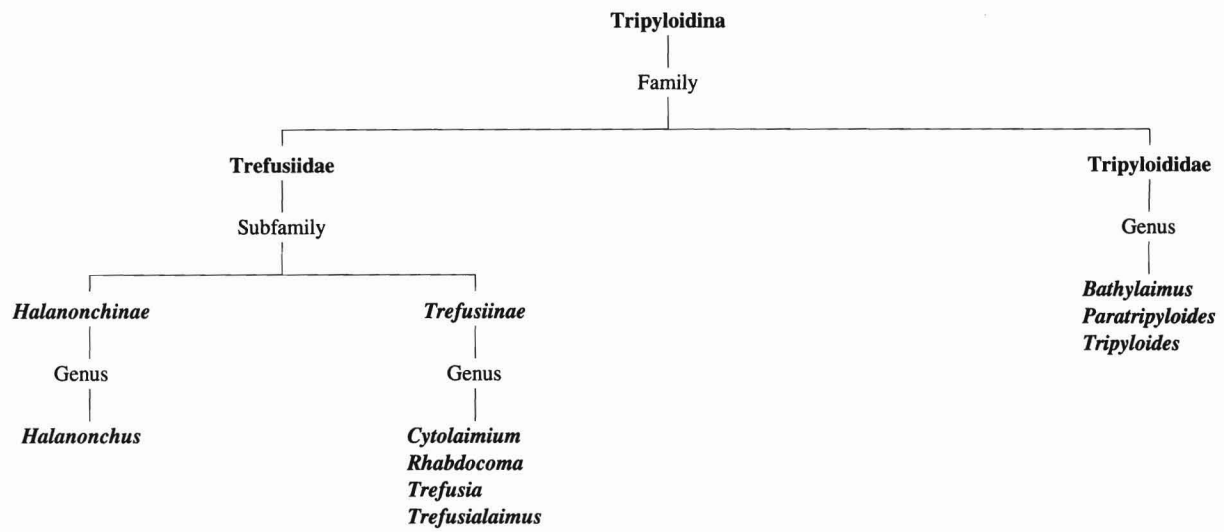 Tripyloidina
Family
Trefusiidae
Tripyloididae
Subfamily
Genus
Halanonchinae
Trefusiinae
Bathylaimus
Paratripyloides
Tripyloides
Genus
Genus
Halanonchus
Cytolaimium
Rhabdocoma
Trefusia
Trefusialaimus